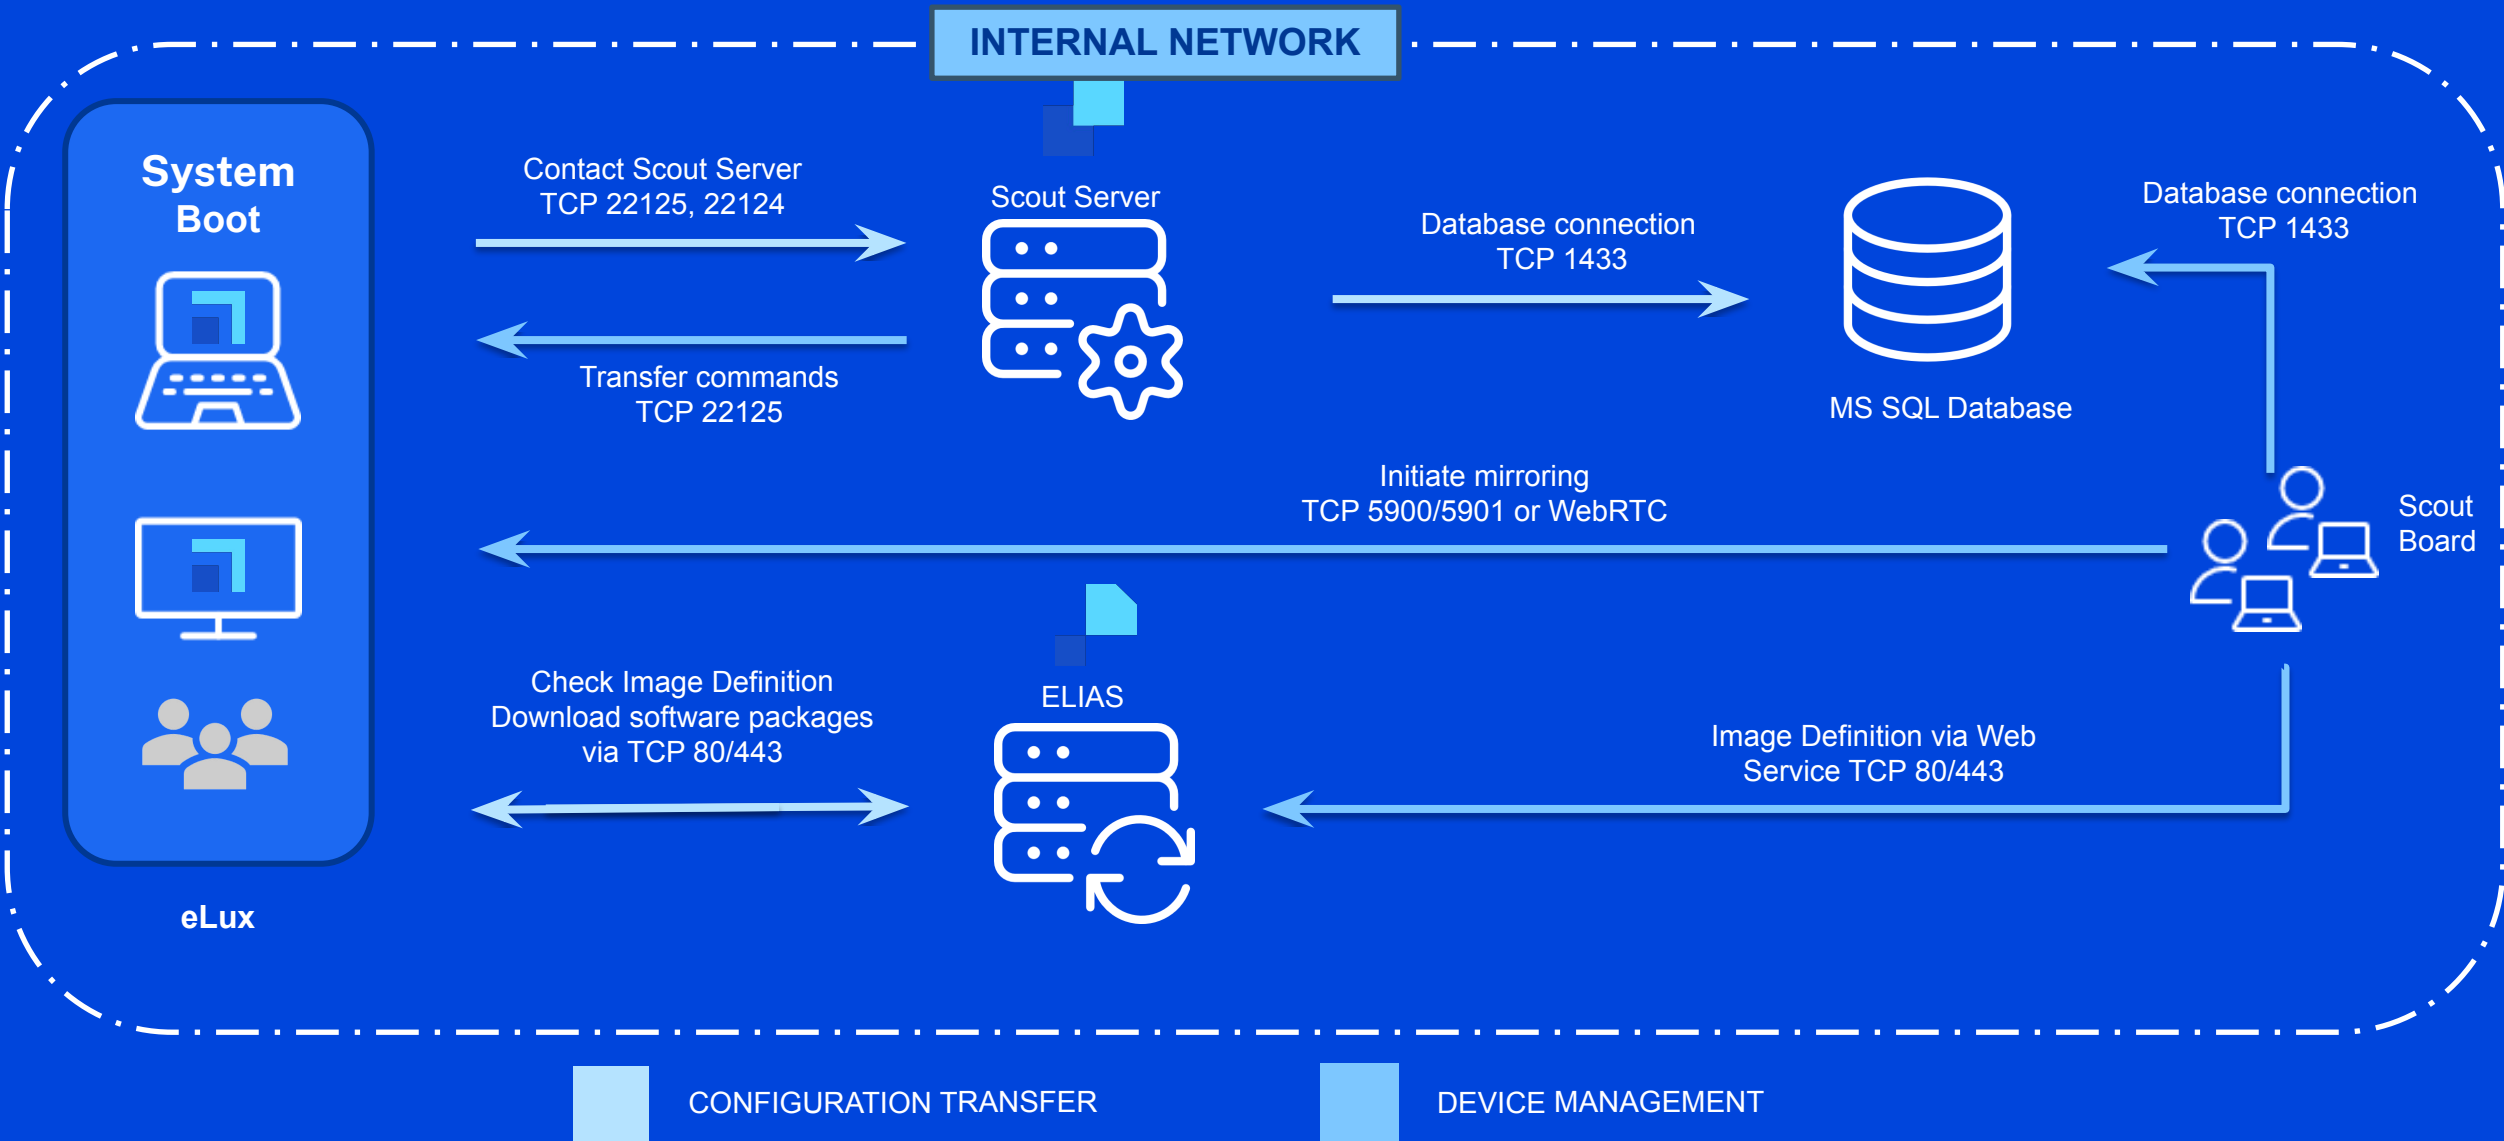 INTERNAL NETWORK
System
Boot
Contact Scout Server
TCP 22125, 22124
Scout Server
Database connection
TCP 1433
Database connection
TCP 1433
Transfer commands
TCP 22125
MS SQL Database
Initiate mirroring
TCP 5900/5901 or WebRTC
Scout
Board
Check Image Definition
Download software packages
via TCP 80/443
ELIAS
Image Definition via Web
Service TCP 80/443
eLux
CONFIGURATION TRANSFER
DEVICE MANAGEMENT